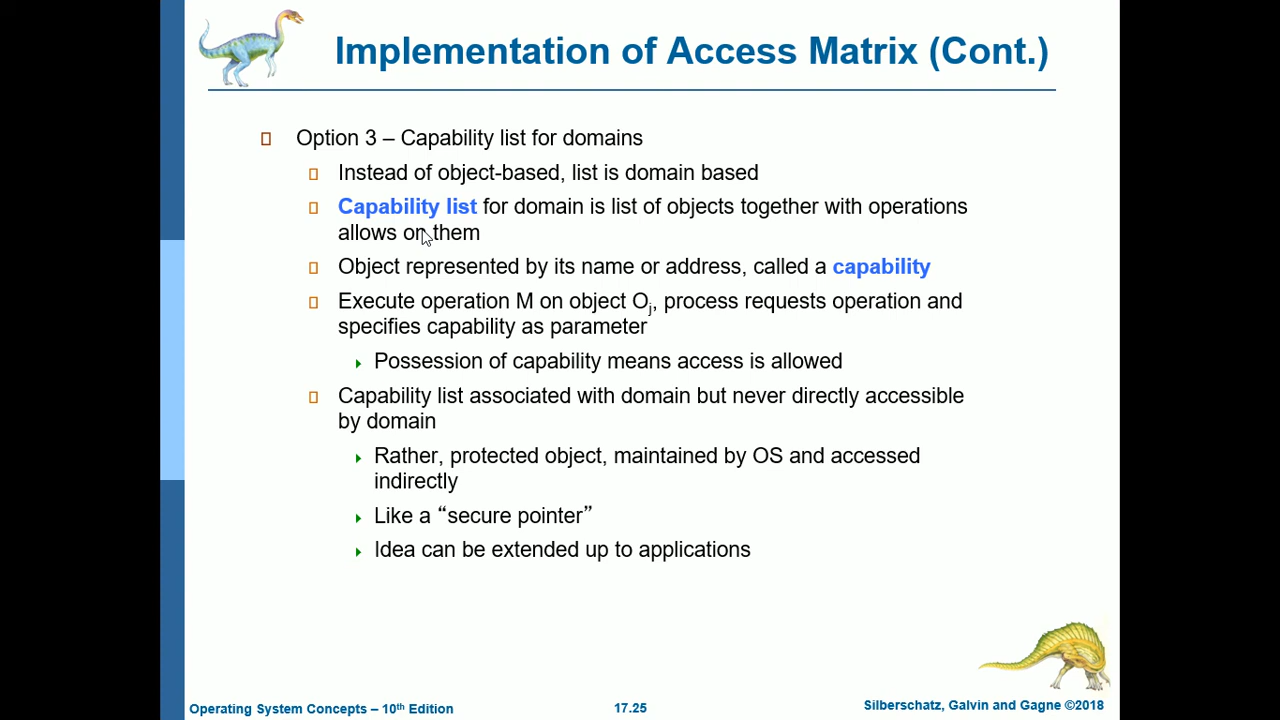 Implementation of Access Matrix (Cont.)
Option 3 – Capability list for domains
Instead of object-based, list is domain based
Capability list for domain is list of objects together with operations
allows on them
Object represented by its name or address, called a capability
Execute operation M on object Oj, process requests operation and
specifies capability as parameter
Possession of capability means access is allowed
Capability list associated with domain but never directly accessible
by domain
Rather, protected object, maintained by OS and accessed
indirectly
Like a “secure pointer”
Idea can be extended up to applications
Operating System Concepts – 10th Edition
17.25
Silberschatz, Galvin and Gagne ©2018